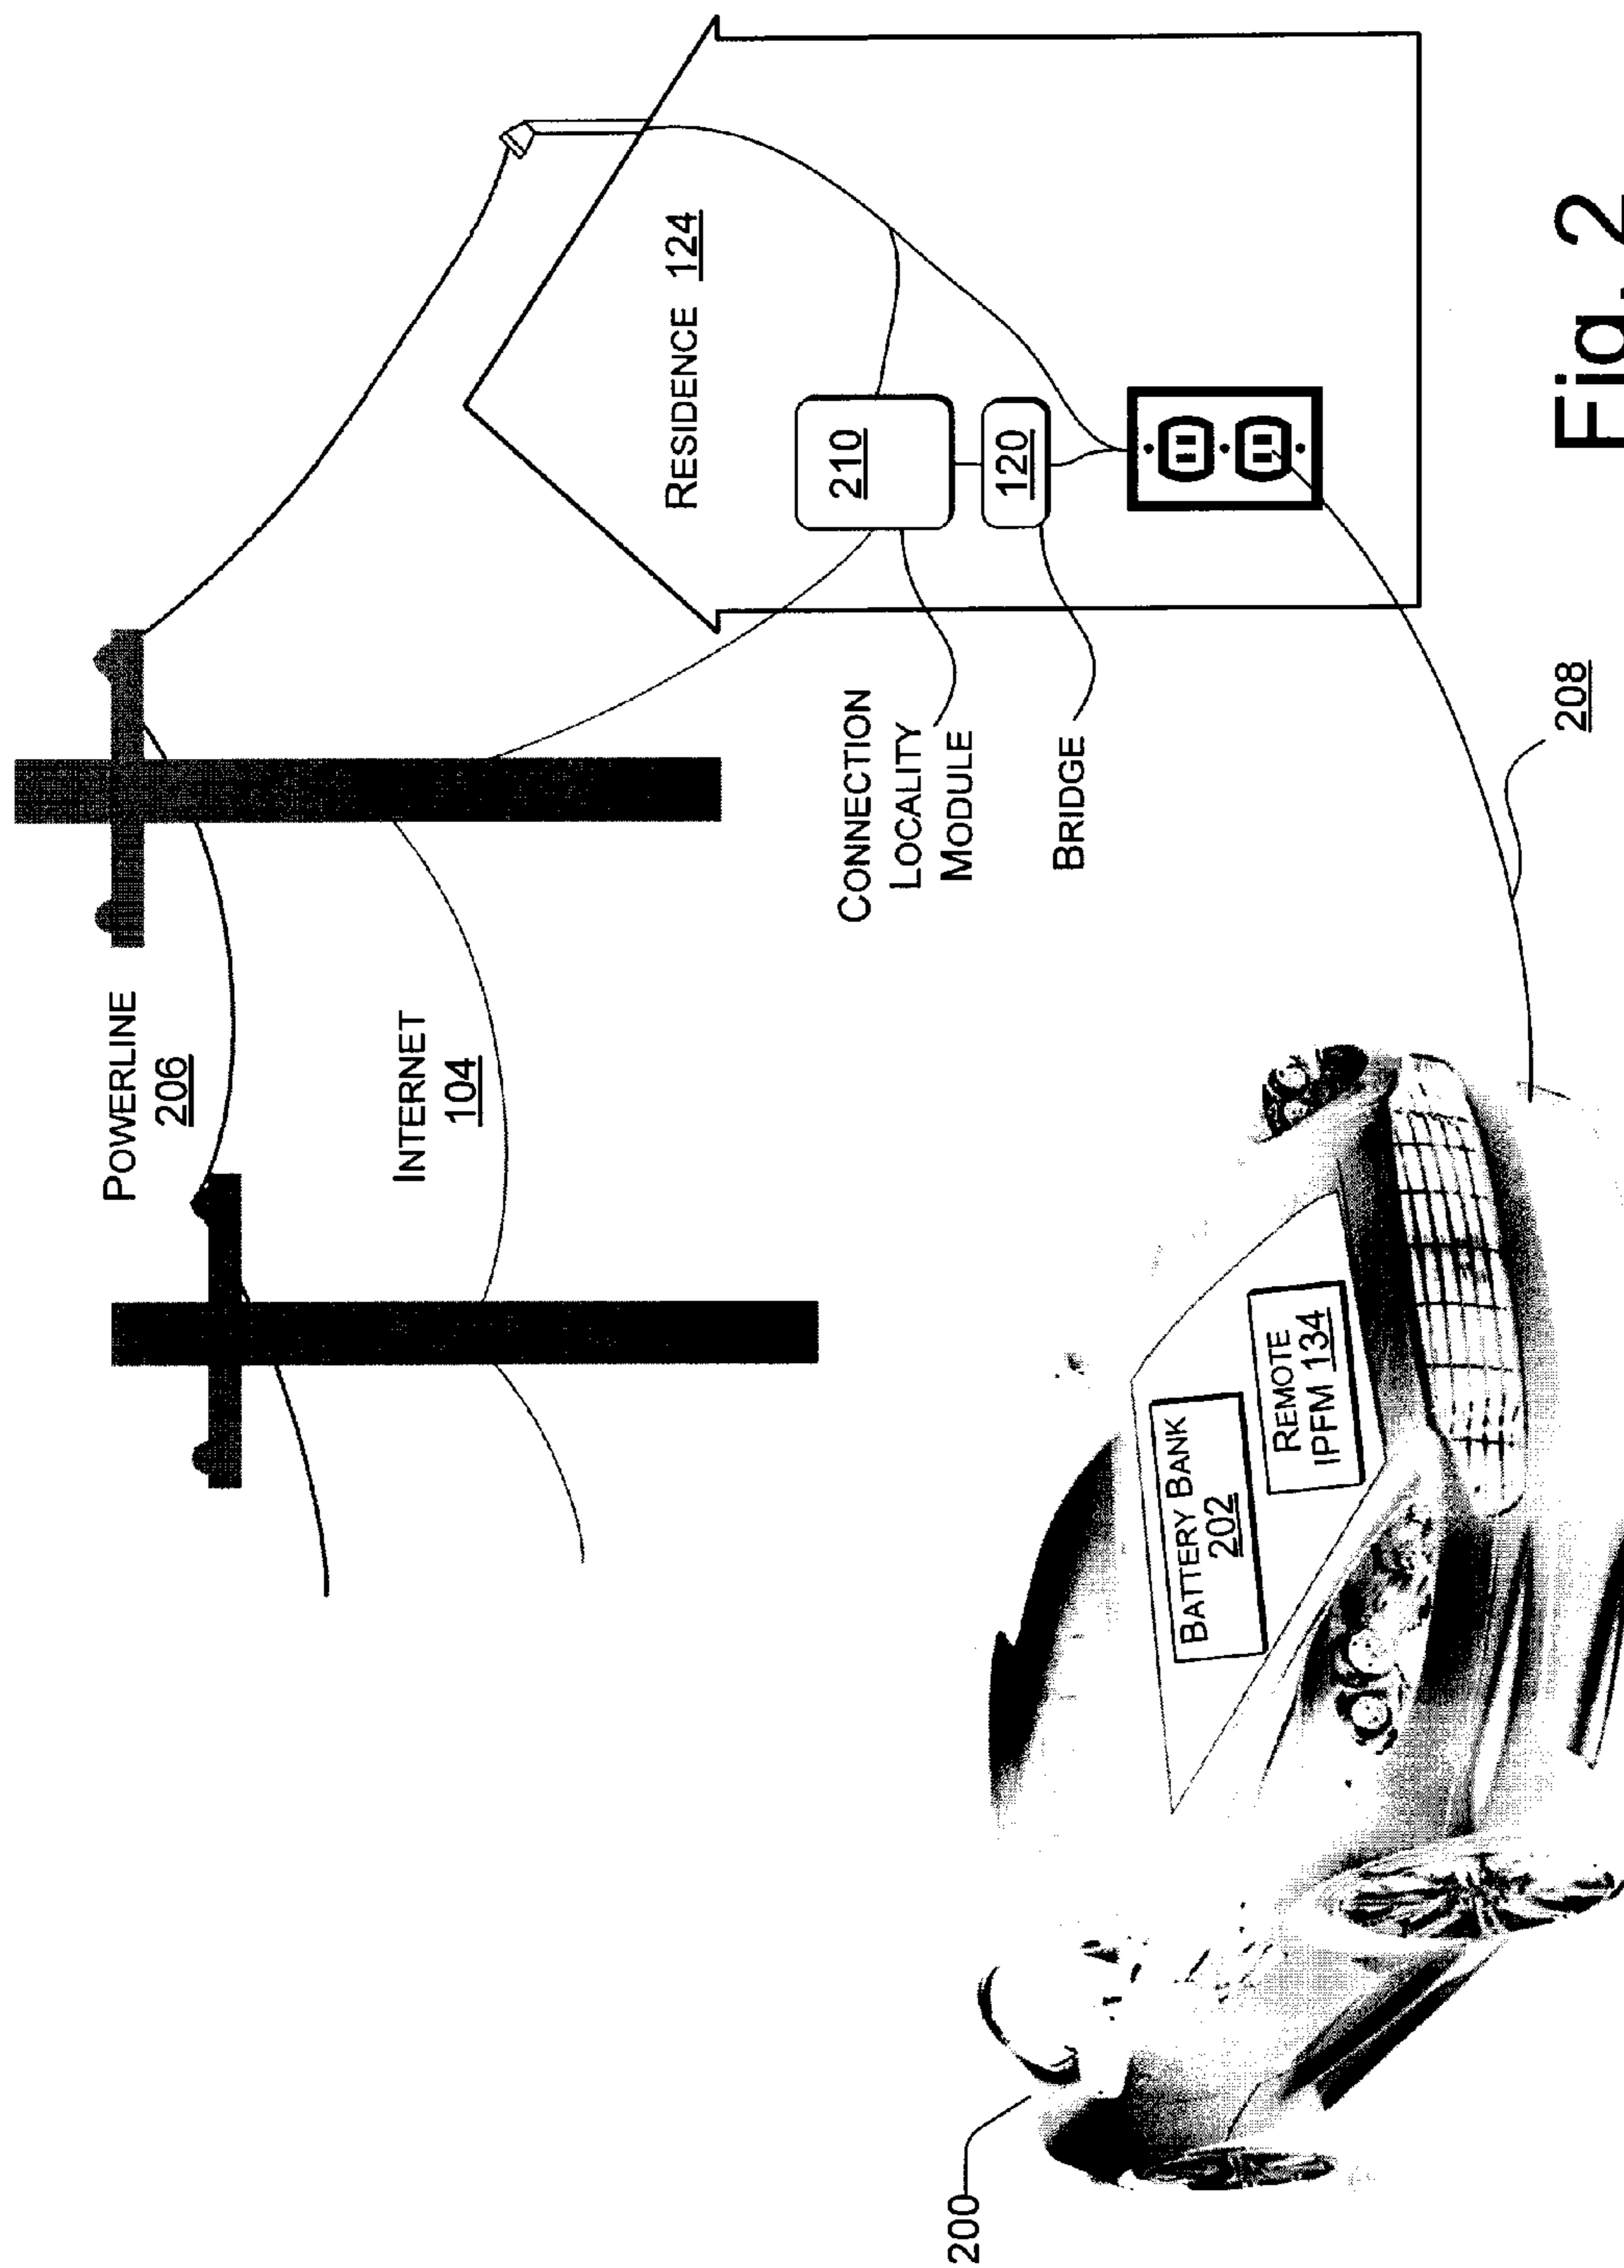 POWERLINE
206
INTERNET
104
RESIDENCE 124
210
120
CONNECTION
LOCALITY
MODULE
BRIDGE
BATTERY BANK
202
REMOTE
IPFM 134
200
208
Fig. 2